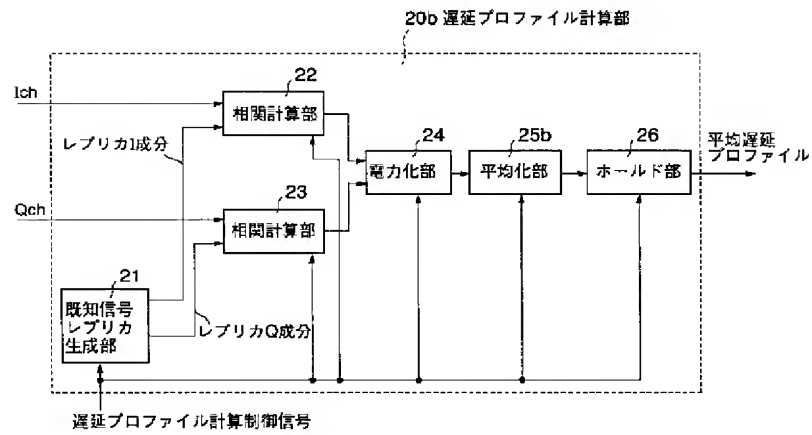 20b 遅延プロファイル計算部
Ich
22
相関計算部
レプリカI成分
24
電力化部
25b
平均化部
26
ホールド部
平均遅延
プロファイル
Qch
23
相関計算部
21
既知信号
レプリカ
生成部
レプリカQ成分
遅延プロファイル計算制御信号